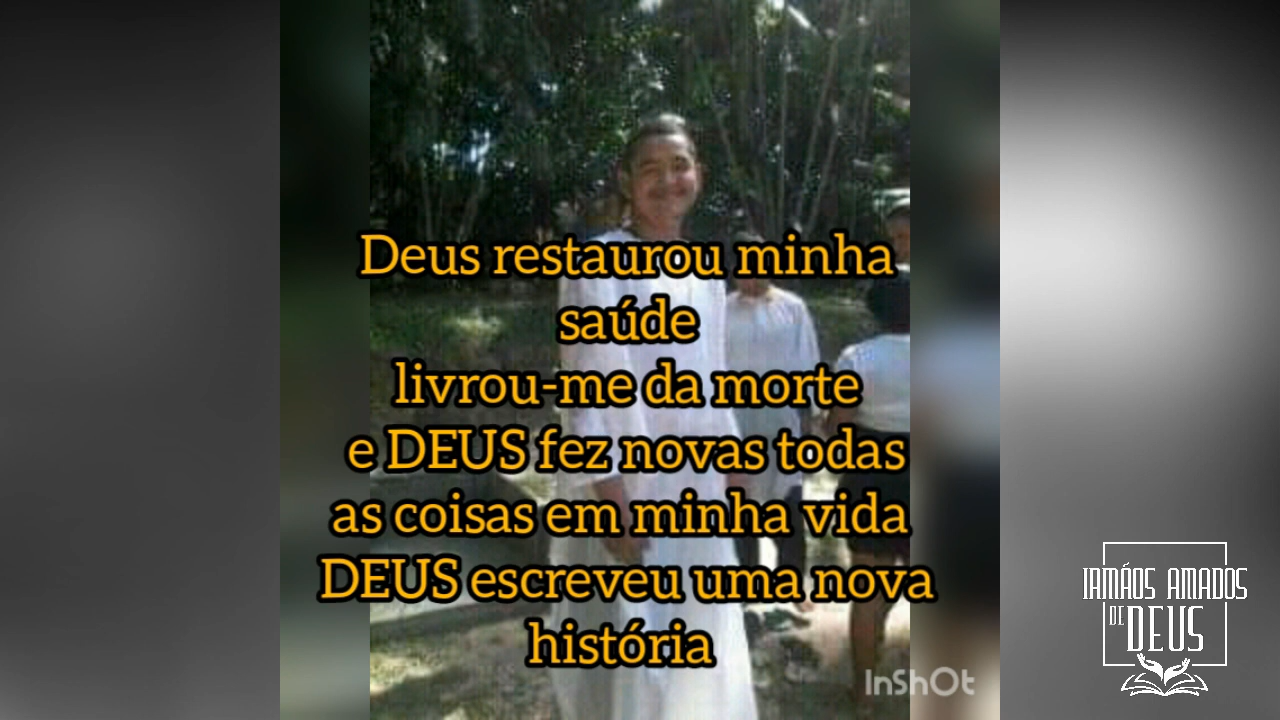 Deus restaurou minha
saúde
livrou-me da morte
e DEUS fez novas todas
as coisas em minha vida
DEUS escreveu uma nova
história
InShOt
IRMÃOS AMADOS
DE
DEUS